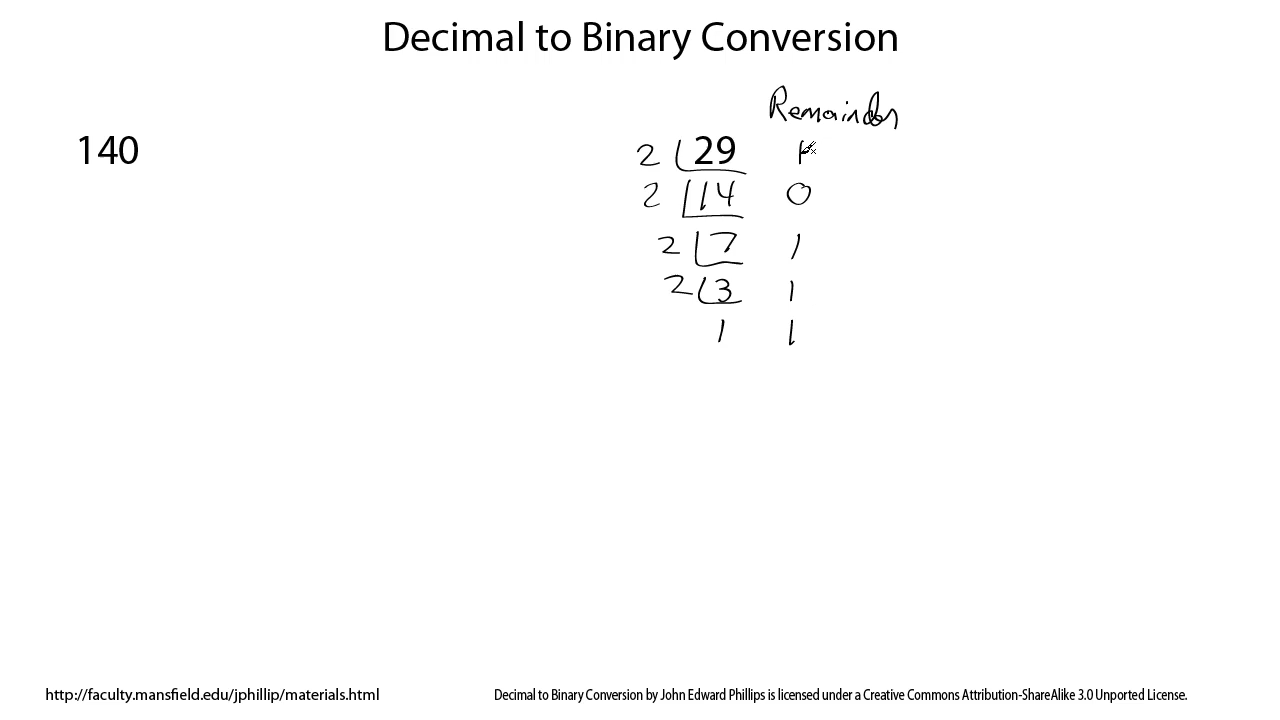 Decimal to Binary Conversion
Remainder
140
2 29 1
2 14 0
2 7 1
2 3 1
1 1
http://faculty.mansfield.edu/jphillip/materials.html
Decimal to Binary Conversion by John Edward Phillips is licensed under a Creative Commons Attribution-ShareAlike 3.0 Unported License.